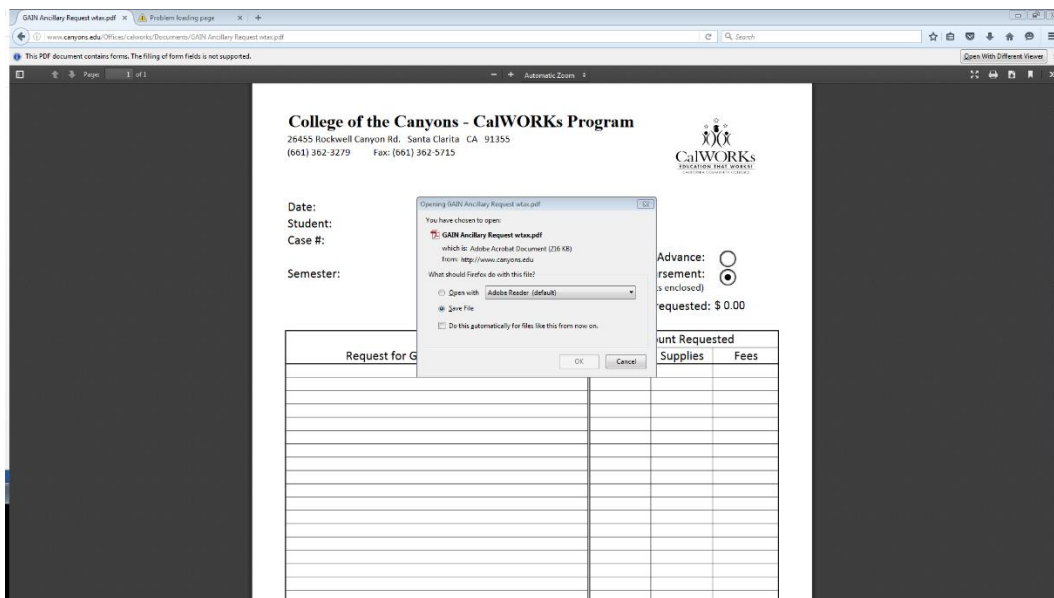 GAIN Ancillary Request wtax.pdf
Problem loading page
www.canyons.edu/Offices/calworks/Documents/GAIN Ancillary Request wtax.pdf
Search
This PDF document contains forms. The filling of form fields is not supported.
Open With Different Viewer
Page: 1 of 1
Automatic Zoom
College of the Canyons - CalWORKs Program
26455 Rockwell Canyon Rd. Santa Clarita CA 91355
(661) 362-3279 Fax: (661) 362-5715
CalWORKs
EDUCATION THAT WORKS!
CALIFORNIA COMMUNITY COLLEGES
Date:
Student:
Case #:
Semester:
Opening GAIN Ancillary Request wtax.pdf
You have chosen to open:
GAIN Ancillary Request wtax.pdf
which is: Adobe Acrobat Document (216 KB)
from: http://www.canyons.edu
What should Firefox do with this file?
Open with Adobe Reader (default)
Save File
Do this automatically for files like this from now on.
OK Cancel
Advance:
rsement:
s enclosed)
equested: $ 0.00
Request for G
unt Requested
Supplies Fees